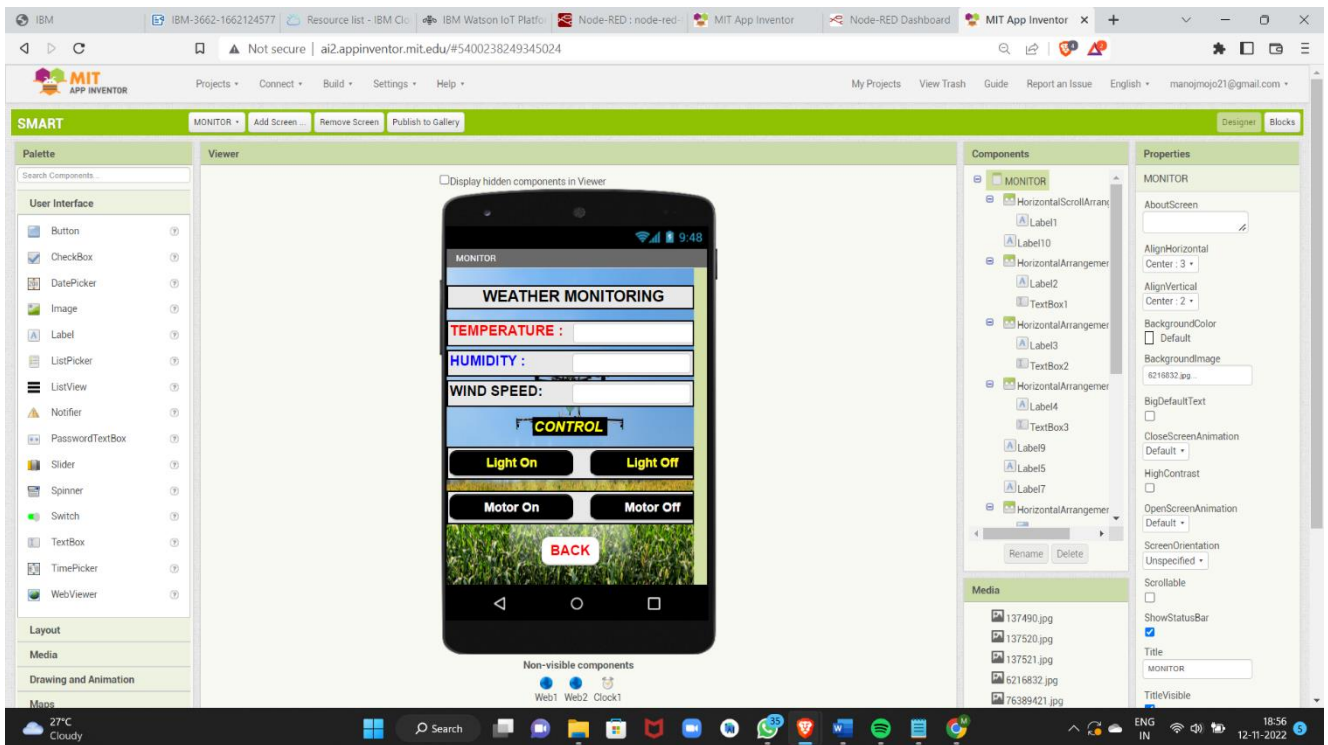 IBM
IBM-3662-1662124577
Resource list - IBM Clo
IBM Watson IoT Platfo
Node-RED : node-red-
MIT App Inventor
Node-RED Dashboard
MIT App Inventor
Not secure
ai2.appinventor.mit.edu/#5400238249345024
MIT
APP INVENTOR
Projects
Connect
Build
Settings
Help
My Projects
View Trash
Guide
Report an Issue
English
manojmojo21@gmail.com
SMART
MONITOR
Add Screen ...
Remove Screen
Publish to Gallery
Designer
Blocks
Palette
Search Components...
User Interface
Button
CheckBox
DatePicker
Image
Label
ListPicker
ListView
Notifier
PasswordTextBox
Slider
Spinner
Switch
TextBox
TimePicker
WebViewer
Layout
Media
Drawing and Animation
Maps
Viewer
Display hidden components in Viewer
9:48
MONITOR
WEATHER MONITORING
TEMPERATURE :
HUMIDITY :
WIND SPEED:
CONTROL
Light On
Light Off
Motor On
Motor Off
BACK
Non-visible components
Web1 Web2 Clock1
Components
MONITOR
HorizontalScrollArrang
Label1
Label10
HorizontalArrangemer
Label2
TextBox1
HorizontalArrangemer
Label3
TextBox2
HorizontalArrangemer
Label4
TextBox3
Label9
Label5
Label7
HorizontalArrangemer
Rename
Delete
Media
137490.jpg
137520.jpg
137521.jpg
6216832.jpg
76389421.jpg
Properties
MONITOR
AboutScreen
AlignHorizontal
Center : 3
AlignVertical
Center : 2
BackgroundColor
Default
BackgroundImage
6216832.jpg...
BigDefaultText
CloseScreenAnimation
Default
HighContrast
OpenScreenAnimation
Default
ScreenOrientation
Unspecified
Scrollable
ShowStatusBar
Title
MONITOR
TitleVisible
27°C
Cloudy
Search
35
ENG
IN
18:56
12-11-2022
5